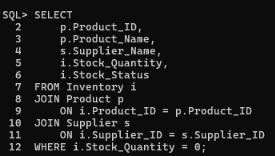 SQL> SELECT
  2      p.Product_ID,
  3      p.Product_Name,
  4      s.Supplier_Name,
  5      i.Stock_Quantity,
  6      i.Stock_Status
  7  FROM Inventory i
  8  JOIN Product p
  9      ON i.Product_ID = p.Product_ID
 10  JOIN Supplier s
 11      ON i.Supplier_ID = s.Supplier_ID
 12  WHERE i.Stock_Quantity = 0;